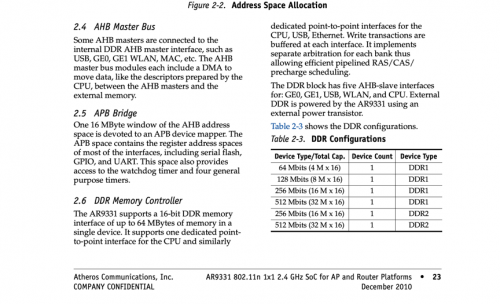 Figure 2-2. Address Space Allocation
2.4 AHB Master Bus
Some AHB masters are connected to the
internal DDR AHB master interface, such as
USB, GE0, GE1 WLAN, MAC, etc. The AHB
master bus modules each include a DMA to
move data, like the descriptors prepared by the
CPU, between the AHB masters and the
external memory.
2.5 APB Bridge
One 16 MByte window of the AHB address
space is devoted to an APB device mapper. The
APB space contains the register address spaces
of most of the interfaces, including serial flash,
GPIO, and UART. This space also provides
access to the watchdog timer and four general
purpose timers.
2.6 DDR Memory Controller
The AR9331 supports a 16-bit DDR memory
interface of up to 64 MBytes of memory in a
single device. It supports one dedicated point-
to-point interface for the CPU and similarly
dedicated point-to-point interfaces for the
CPU, USB, Ethernet. Write transactions are
buffered at each interface. It implements
separate arbitration for each bank thus
allowing efficient pipelined RAS/CAS/
precharge scheduling.
The DDR block has five AHB-slave interfaces
for: GE0, GE1, USB, WLAN, and CPU. External
DDR is powered by the AR9331 using an
external power transistor.
Table 2-3 shows the DDR configurations.
Table 2-3. DDR Configurations
Device Type/Total Cap. Device Count Device Type
64 Mbits (4 M x 16) 1 DDR1
128 Mbits (8 M x 16) 1 DDR1
256 Mbits (16 M x 16) 1 DDR1
512 Mbits (32 M x 16) 1 DDR1
256 Mbits (16 M x 16) 1 DDR2
512 Mbits (32 M x 16) 1 DDR2
Atheros Communications, Inc. AR9331 802.11n 1x1 2.4 GHz SoC for AP and Router Platforms • 23
COMPANY CONFIDENTIAL December 2010